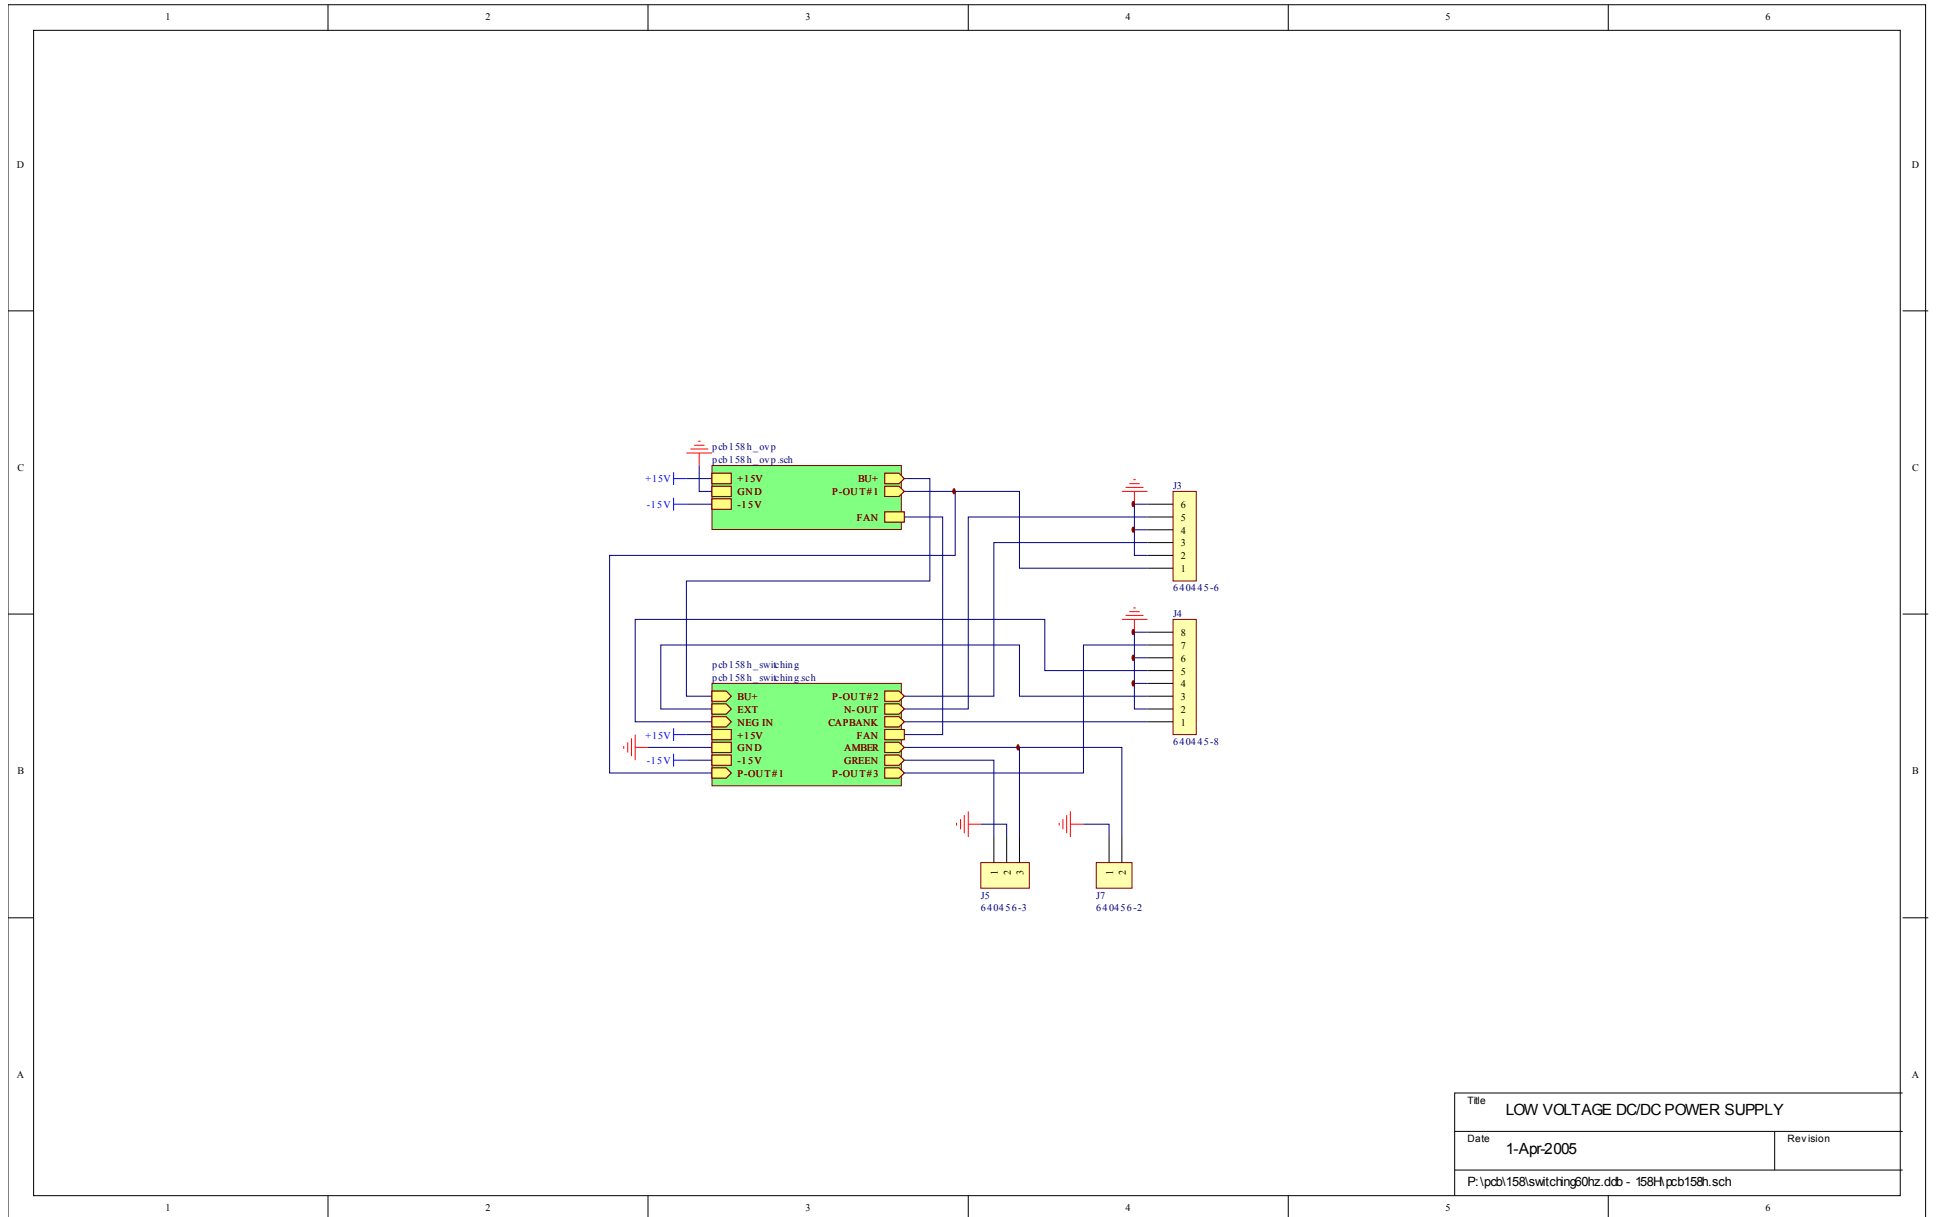 1 2 3 4 5 6
D D
C C
B B
A A
pcb158h_ovp
pcb158h_ovp.sch
+15V +15V BU+
GND P-OUT#1
-15V -15V
FAN
J3
6
5
4
3
2
1
640445-6
J4
8
7
6
5
4
3
2
1
640445-8
pcb158h_switching
pcb158h_switching.sch
BU+ P-OUT#2
EXT N-OUT
NEG IN CAPBANK
+15V +15V FAN
GND AMBER
-15V -15V GREEN
P-OUT#1 P-OUT#3
1 2 3
J5
640456-3
1 2
J7
640456-2
Title LOW VOLTAGE DC/DC POWER SUPPLY
Date 1-Apr-2005 Revision
P:\pcb\158\switching60hz.ddb - 158H\pcb158h.sch
1 2 3 4 5 6